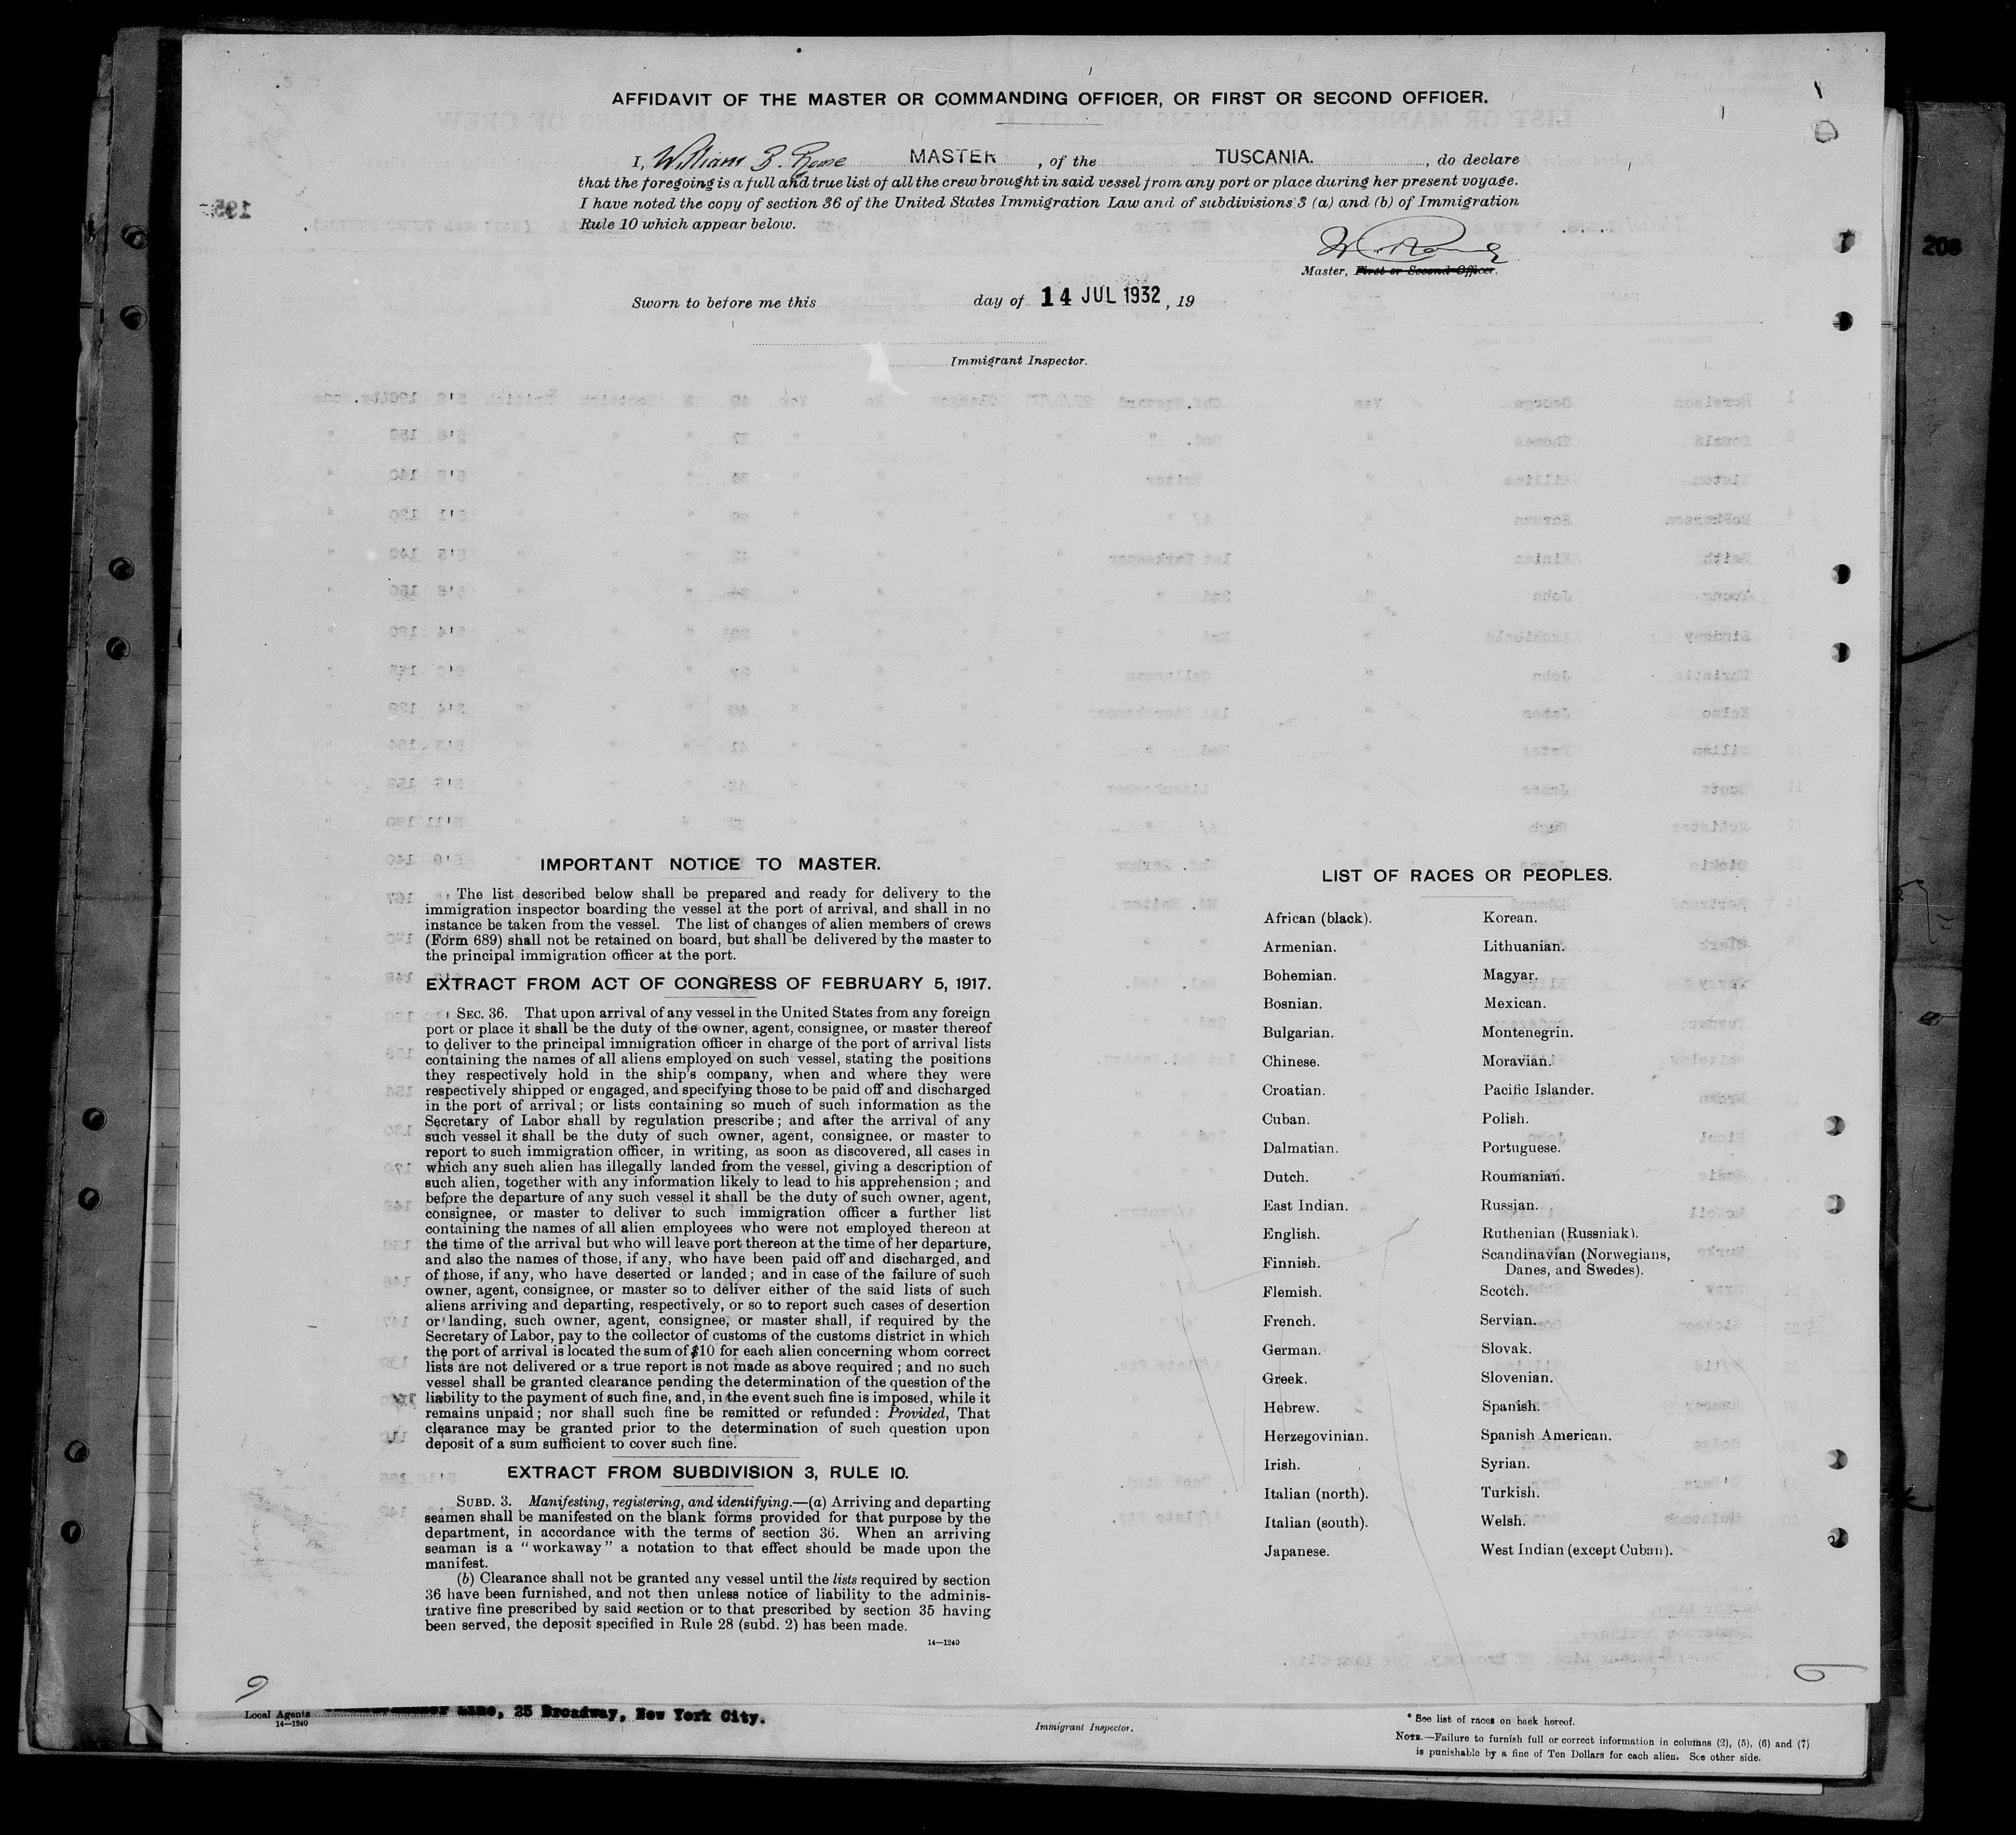 AFFIDAVIT OF THE MASTER OR COMMANDING OFFICER, OR FIRST OR SECOND OFFICER.
I, William B. MASTER, of the TUSCANIA., do declare
that the foregoing is a full and true list of all the crew brought in said vessel from any port or place during her present voyage.
I have noted the copy of section 36 of the United States Immigration Law and of subdivisions 3 (a) and (b) of Immigration
Rule 10 which appear below.
Master, First or Second Officer.
Sworn to before me this day of 14 JUL 1932, 19
Immigrant Inspector.
IMPORTANT NOTICE TO MASTER.
The list described below shall be prepared and ready for delivery to the
immigration inspector boarding the vessel at the port of arrival, and shall in no
instance be taken from the vessel. The list of changes of alien members of crews
(Form 689) shall not be retained on board, but shall be delivered by the master to
the principal immigration officer at the port.
EXTRACT FROM ACT OF CONGRESS OF FEBRUARY 5, 1917.
SEC. 36. That upon arrival of any vessel in the United States from any foreign
port or place it shall be the duty of the owner, agent, consignee, or master thereof
to deliver to the principal immigration officer in charge of the port of arrival lists
containing the names of all aliens employed on such vessel, stating the positions
they respectively hold in the ship's company, when and where they were
respectively shipped or engaged, and specifying those to be paid off and discharged
in the port of arrival; or lists containing so much of such information as the
Secretary of Labor shall by regulation prescribe; and after the arrival of any
such vessel it shall be the duty of such owner, agent, consignee, or master to
report to such immigration officer, in writing, as soon as discovered, all cases in
which any such alien has illegally landed from the vessel, giving a description of
such alien, together with any information likely to lead to his apprehension; and
before the departure of any such vessel it shall be the duty of such owner, agent,
consignee, or master to deliver to such immigration officer a further list
containing the names of all alien employees who were not employed thereon at
the time of the arrival but who will leave port thereon at the time of her departure,
and also the names of those, if any, who have been paid off and discharged, and
of those, if any, who have deserted or landed; and in case of the failure of such
owner, agent, consignee, or master so to deliver either of the said lists of such
aliens arriving and departing, respectively, or so to report such cases of desertion
or landing, such owner, agent, consignee, or master shall, if required by the
Secretary of Labor, pay to the collector of customs of the customs district in which
the port of arrival is located the sum of $10 for each alien concerning whom correct
lists are not delivered or a true report is not made as above required; and no such
vessel shall be granted clearance pending the determination of the question of the
liability to the payment of such fine, and, in the event such fine is imposed, while it
remains unpaid; nor shall such fine be remitted or refunded: Provided, That
clearance may be granted prior to the determination of such question upon
deposit of a sum sufficient to cover such fine.
EXTRACT FROM SUBDIVISION 3, RULE 10.
SUBD. 3. Manifesting, registering, and identifying.—(a) Arriving and departing
seamen shall be manifested on the blank forms provided for that purpose by the
department, in accordance with the terms of section 36. When an arriving
seaman is a "workaway" a notation to that effect should be made upon the
manifest.
(b) Clearance shall not be granted any vessel until the lists required by section
36 have been furnished, and not then unless notice of liability to the adminis-
trative fine prescribed by said section or to that prescribed by section 35 having
been served, the deposit specified in Rule 28 (subd. 2) has been made.
14—1240
LIST OF RACES OR PEOPLES.
African (black).
Armenian.
Bohemian.
Bosnian.
Bulgarian.
Chinese.
Croatian.
Cuban.
Dalmatian.
Dutch.
East Indian.
English.
Finnish.
Flemish.
French.
German.
Greek.
Hebrew.
Herzegovinian.
Irish.
Italian (north).
Italian (south).
Japanese.
Korean.
Lithuanian.
Magyar.
Mexican.
Montenegrin.
Moravian.
Pacific Islander.
Polish.
Portuguese.
Roumanian.
Russian.
Ruthenian (Russniak).
Scandinavian (Norwegians,
Danes, and Swedes).
Scotch.
Servian.
Slovak.
Slovenian.
Spanish.
Spanish American.
Syrian.
Turkish.
Welsh.
West Indian (except Cuban).
9
Local Agents Line, 25 Broadway, New York City.
14—1240
Immigrant Inspector.
* See list of races on back hereof.
NOTE.—Failure to furnish full or correct information in columns (2), (5), (6) and (7)
is punishable by a fine of Ten Dollars for each alien. See other side.